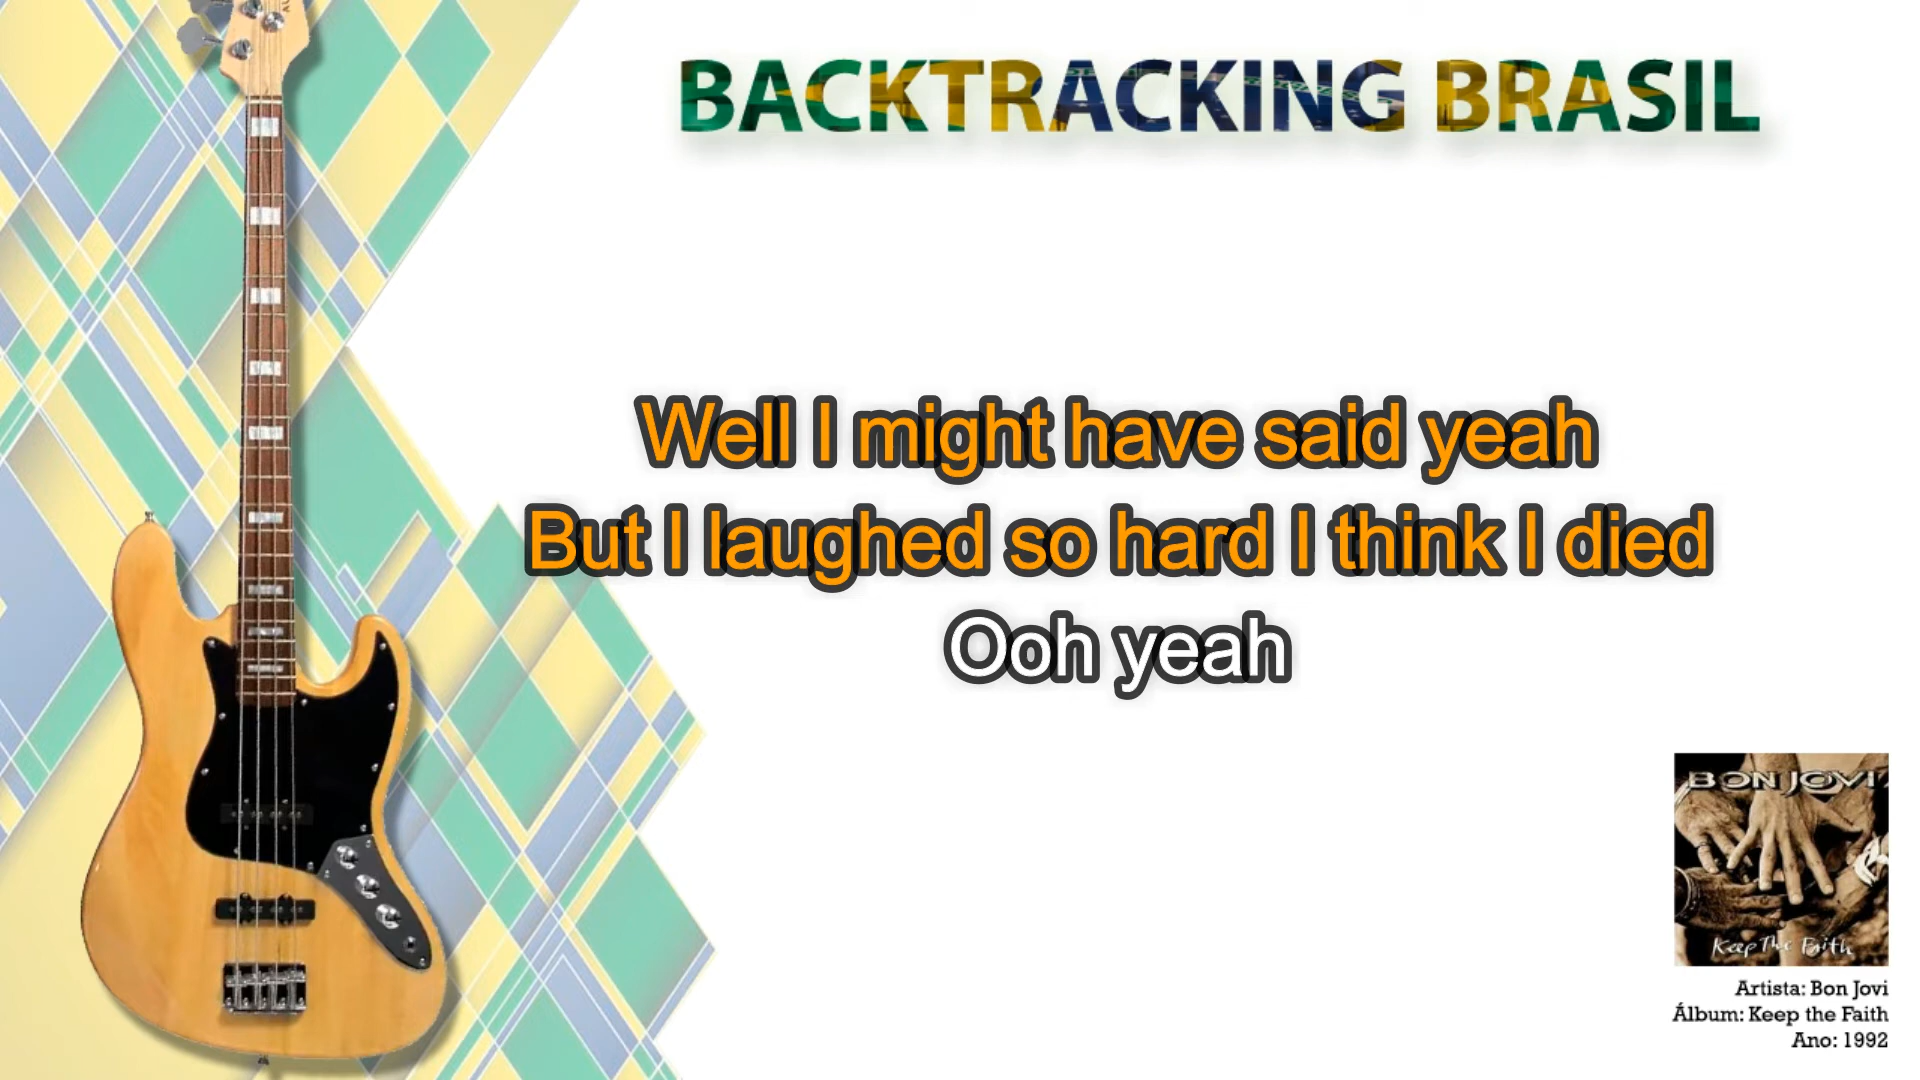 BACKTRACKING BRASIL
Well I might have said yeah
But I laughed so hard I think I died
Ooh yeah
BON JOVI
Keep The Faith
Artista: Bon Jovi
Álbum: Keep the Faith
Ano: 1992